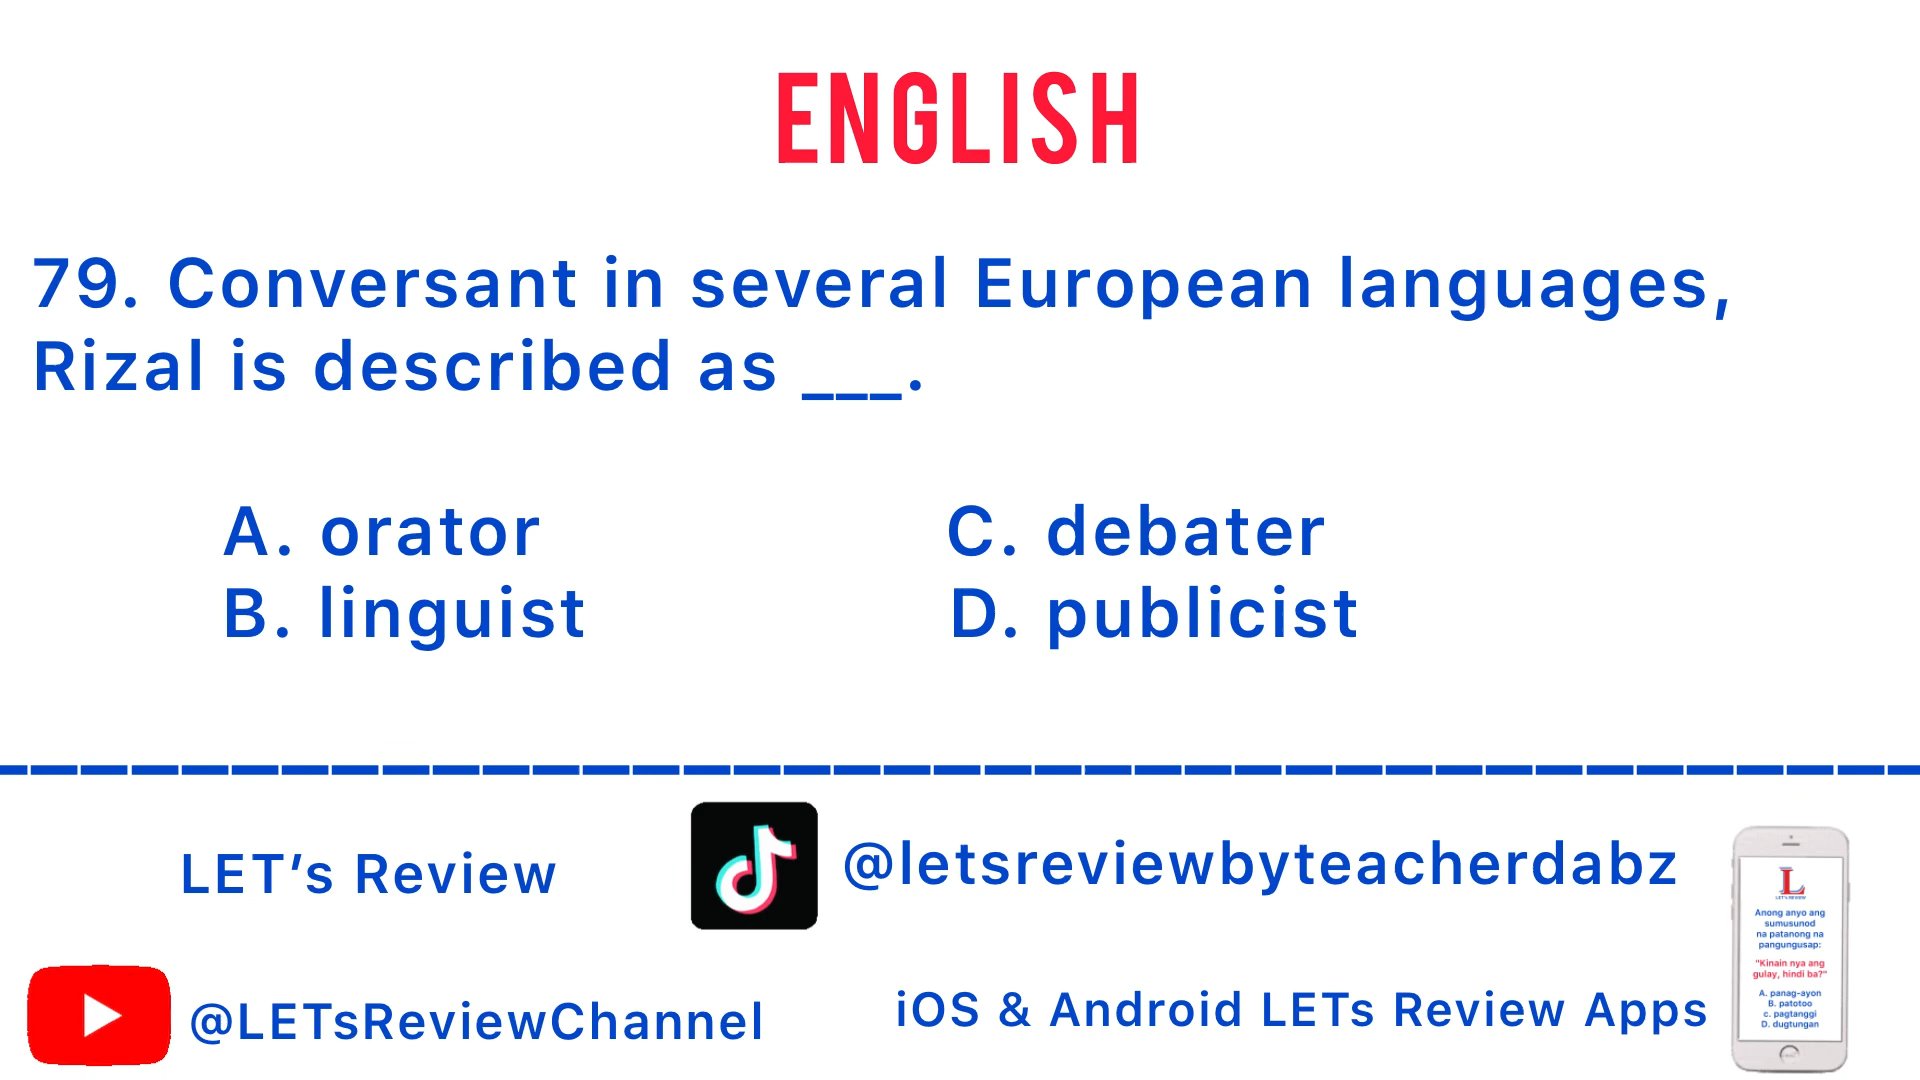 ENGLISH
79. Conversant in several European languages,
Rizal is described as ___.
A. orator
B. linguist
C. debater
D. publicist
LET’s Review
@letsreviewbyteacherdabz
@LETsReviewChannel
iOS & Android LETs Review Apps
L
LET'S REVIEW
Anong anyo ang
sumusunod
na patanong na
pangungusap:
"Kinain nya ang
gulay, hindi ba?"
A. panag-ayon
B. patotoo
c. pagtanggi
D. dugtungan